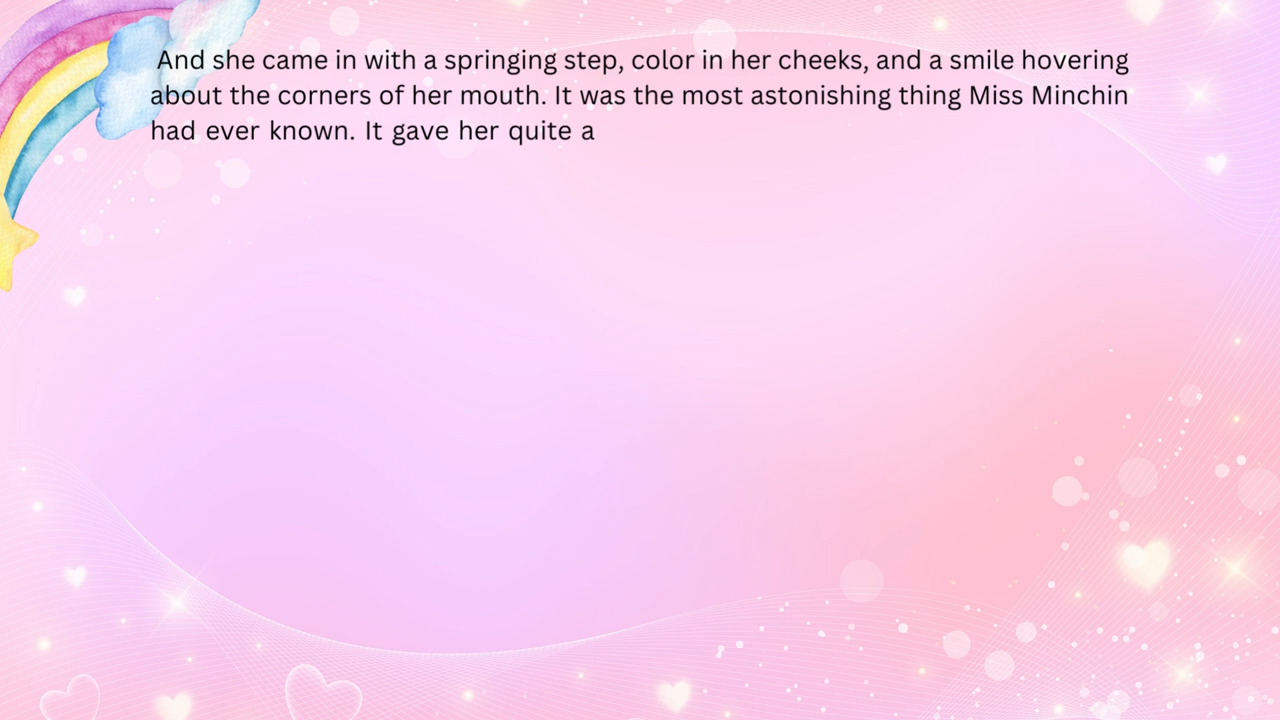 And she came in with a springing step, color in her cheeks, and a smile hovering
about the corners of her mouth. It was the most astonishing thing Miss Minchin
had ever known. It gave her quite a